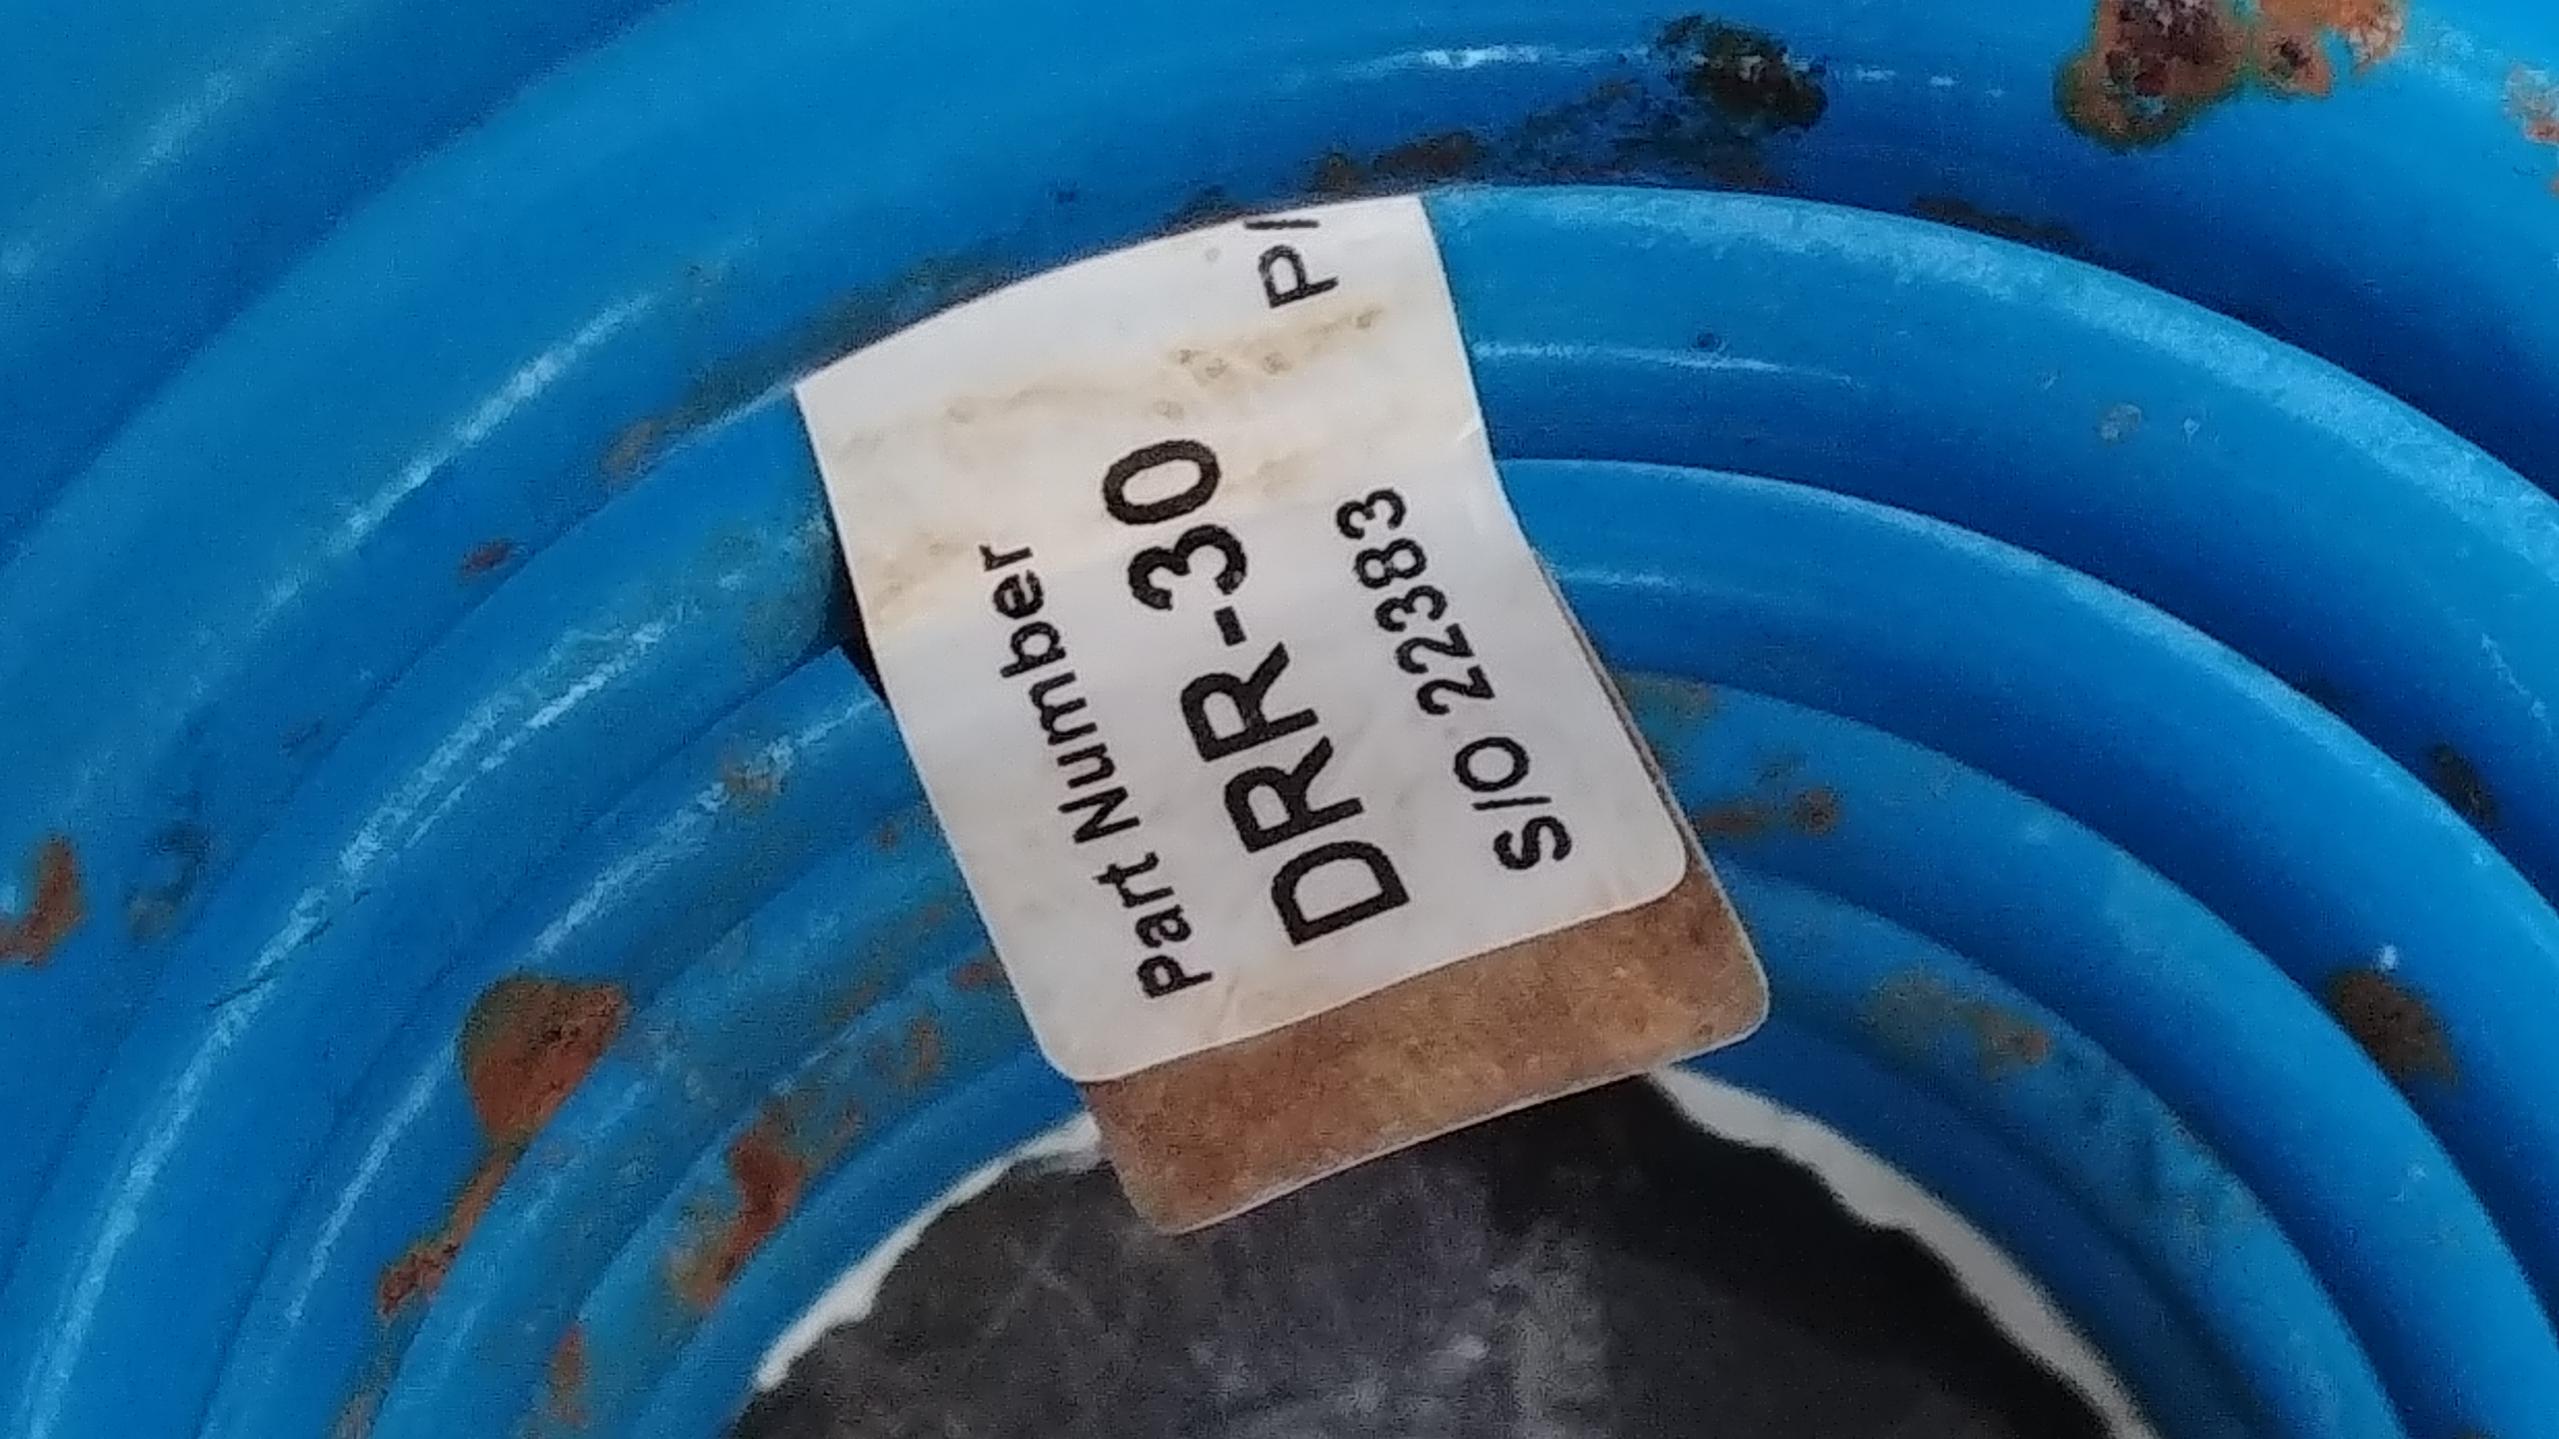 Part Number
DRR-30
S/O 22383 P/